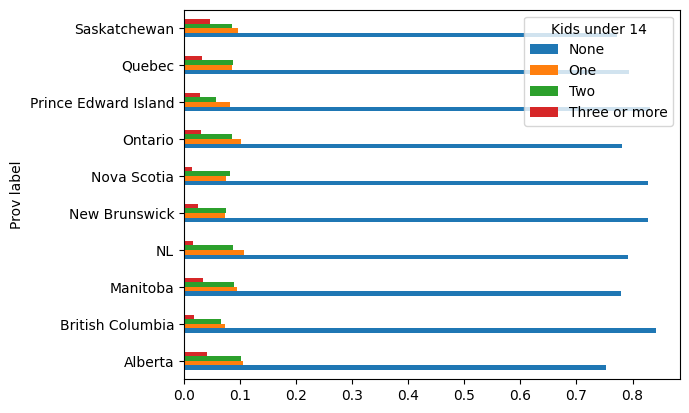 Saskatchewan
Quebec
Prince Edward Island
Ontario
Nova Scotia
New Brunswick
NL
Manitoba
British Columbia
Alberta
Prov label
Kids under 14
None
One
Two
Three or more
0.0 0.1 0.2 0.3 0.4 0.5 0.6 0.7 0.8